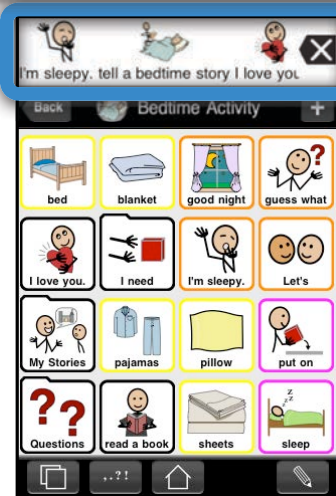 I'm sleepy. tell a bedtime story I love you
Back Bedtime Activity +
bed blanket good night guess what
I love you. I need I'm sleepy. Let's
My Stories pajamas pillow put on
Questions read a book sheets sleep
,.?!